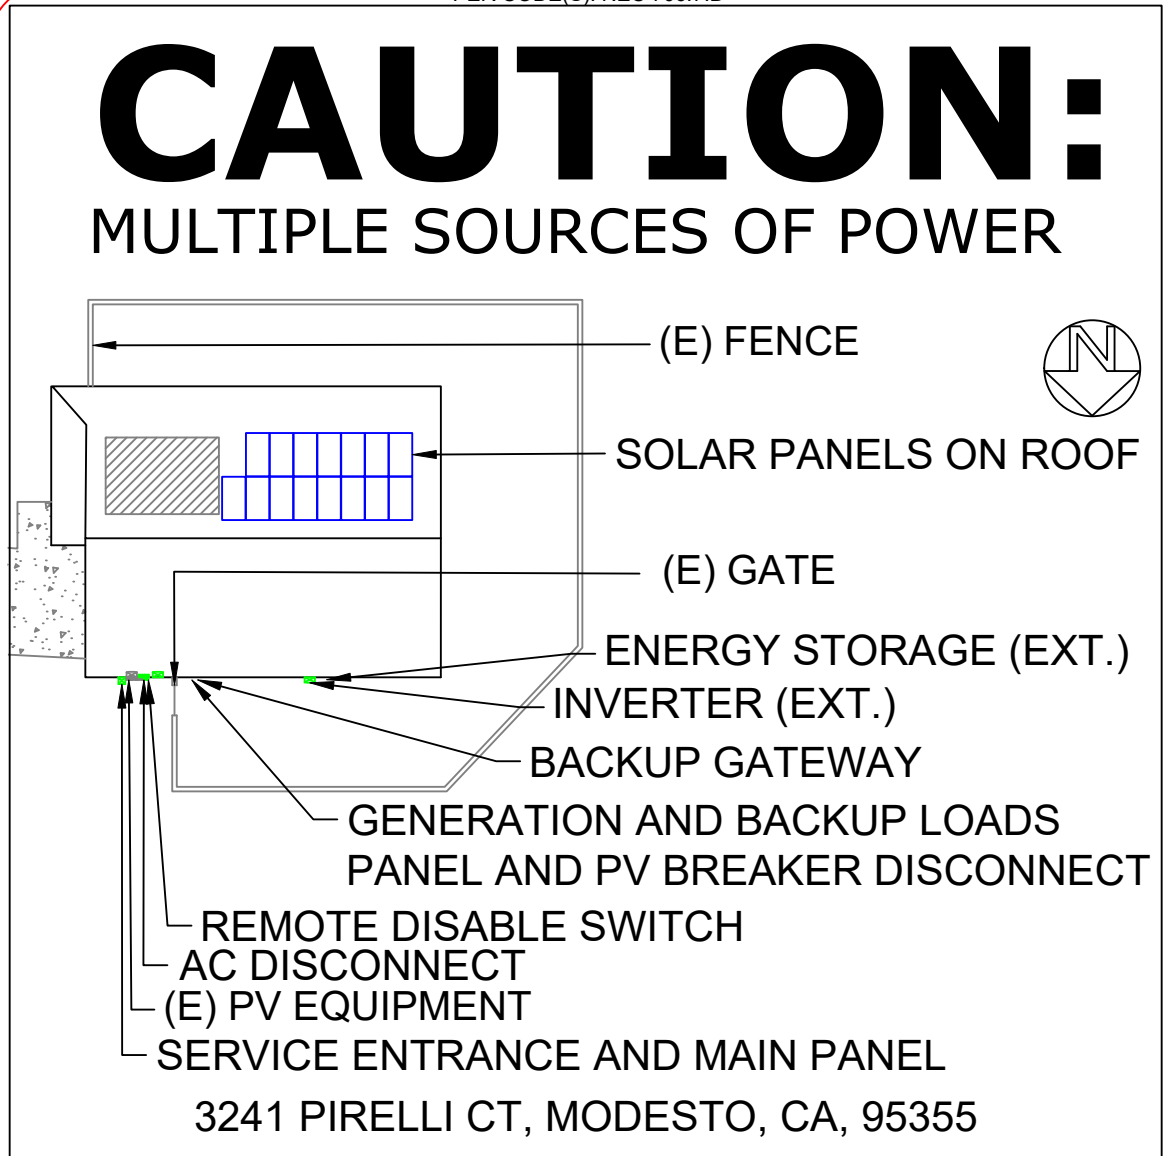 CAUTION:
MULTIPLE SOURCES OF POWER
(E) FENCE
N
SOLAR PANELS ON ROOF
(E) GATE
ENERGY STORAGE (EXT.)
INVERTER (EXT.)
BACKUP GATEWAY
GENERATION AND BACKUP LOADS
PANEL AND PV BREAKER DISCONNECT
REMOTE DISABLE SWITCH
AC DISCONNECT
(E) PV EQUIPMENT
SERVICE ENTRANCE AND MAIN PANEL
3241 PIRELLI CT, MODESTO, CA, 95355